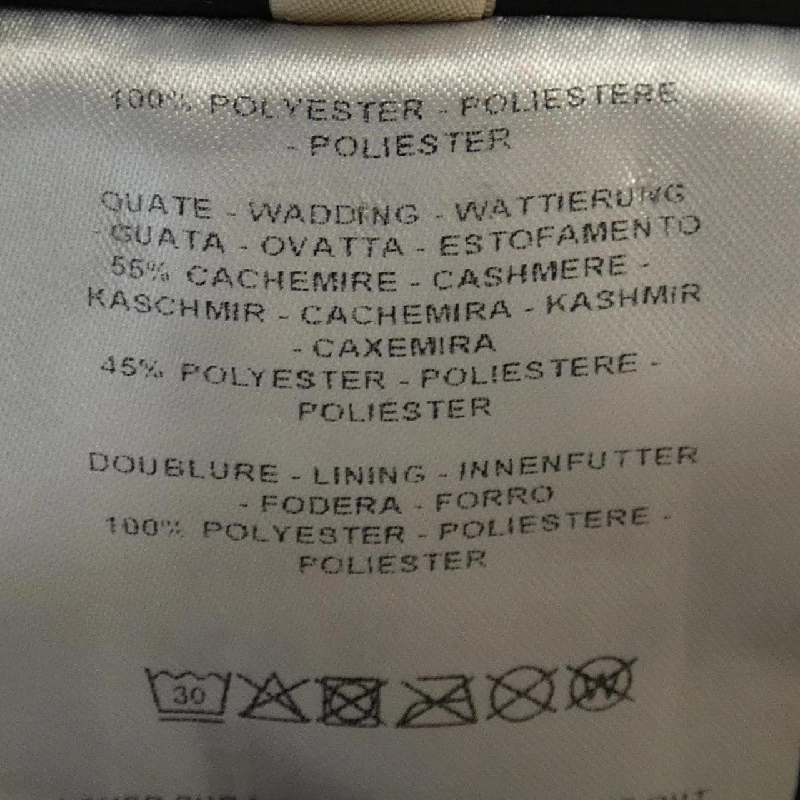 100% POLYESTER - POLIESTERE
- POLIESTER
OUATE - WADDING - WATTIERUNG
- GUATA - OVATTA - ESTOFAMENTO
55% CACHEMIRE - CASHMERE -
KASCHMIR - CACHEMIRA - KASHMIR
- CAXEMIRA
45% POLYESTER - POLIESTERE -
POLIESTER
DOUBLURE - LINING - INNENFUTTER
- FODERA - FORRO
100% POLYESTER - POLIESTERE -
POLIESTER
30 W